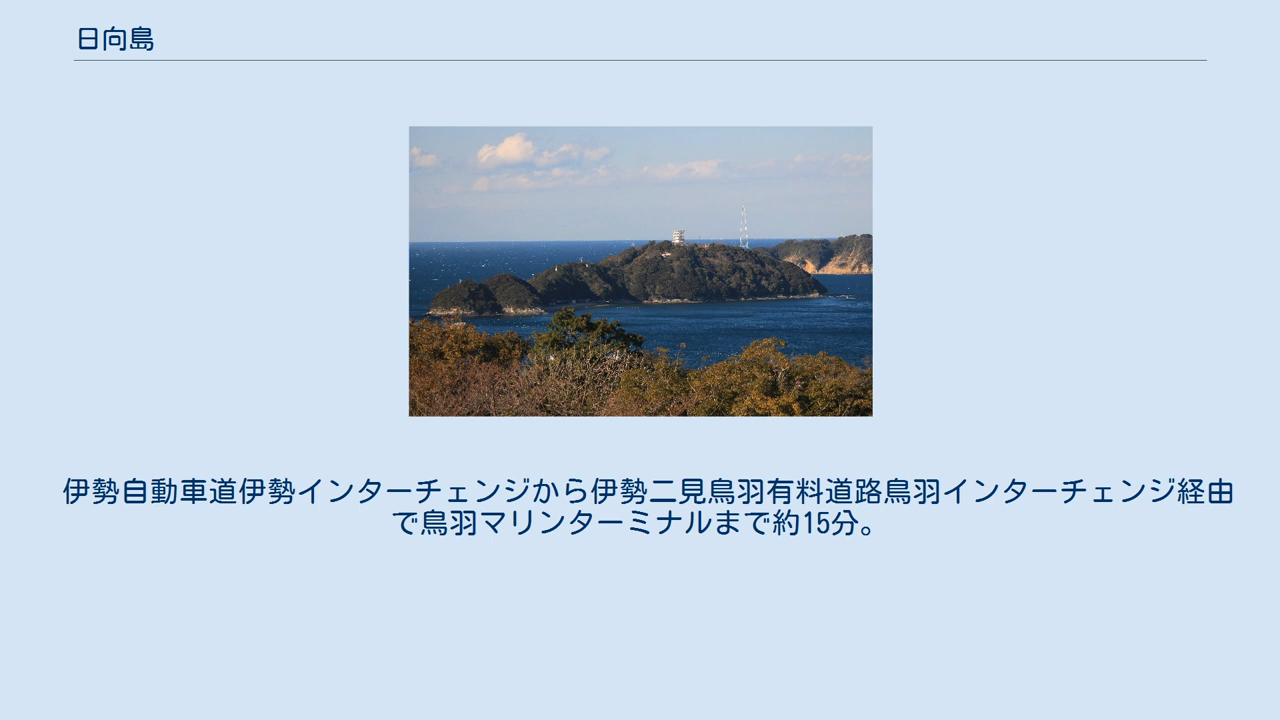 日向島
伊勢自動車道伊勢インターチェンジから伊勢二見鳥羽有料道路鳥羽インターチェンジ経由
で鳥羽マリンターミナルまで約15分。